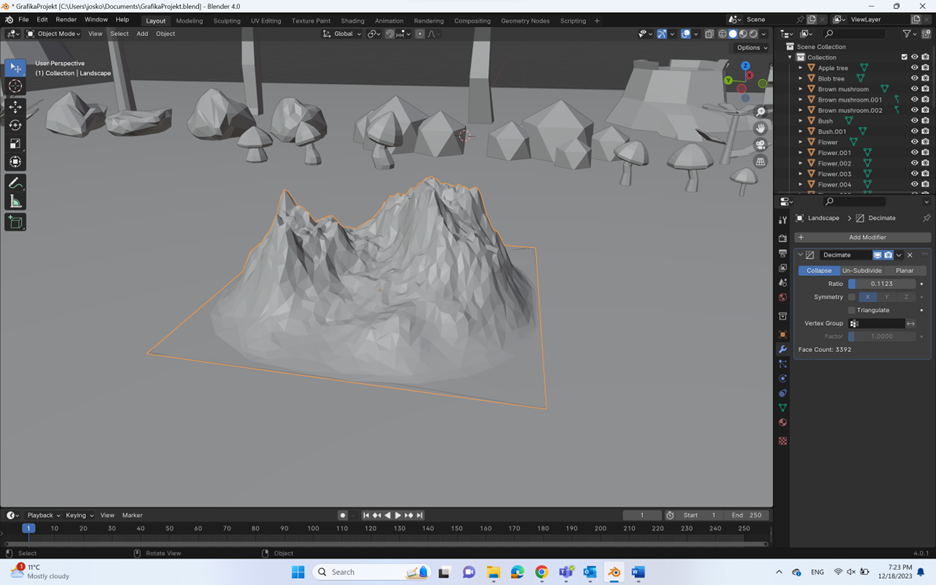 * GrafikaProjekt [C:\Users\josko\Documents\GrafikaProjekt.blend] - Blender 4.0
File Edit Render Window Help Layout Modeling Sculpting UV Editing Texture Paint Shading Animation Rendering Compositing Geometry Nodes Scripting + Scene ViewLayer
Object Mode View Select Add Object Global
Options
User Perspective
(1) Collection | Landscape
Z
Y
X
Scene Collection
Collection
Apple tree
Blob tree
Brown mushroom
Brown mushroom.001
Brown mushroom.002
Bush
Bush.001
Flower
Flower.001
Flower.002
Flower.003
Flower.004
Landscape > Decimate
+ Add Modifier
Decimate
Collapse Un-Subdivide Planar
Ratio 0.1123
Symmetry X Y Z
Triangulate
Vertex Group
Factor 1.0000
Face Count: 3392
Playback Keying View Marker 1 Start 1 End 250
1 10 20 30 40 50 60 70 80 90 100 110 120 130 140 150 160 170 180 190 200 210 220 230 240 250
Select Rotate View Object 4.0.1
1
11°C
Mostly cloudy
Search
ENG
7:23 PM
12/18/2023